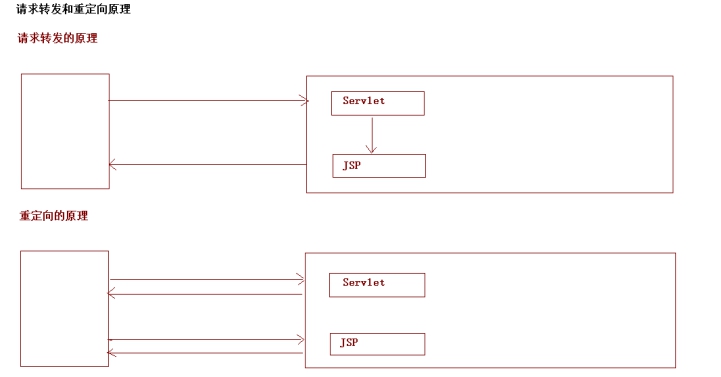 请求转发和重定向原理
请求转发的原理
Servlet
JSP
重定向的原理
Servlet
JSP